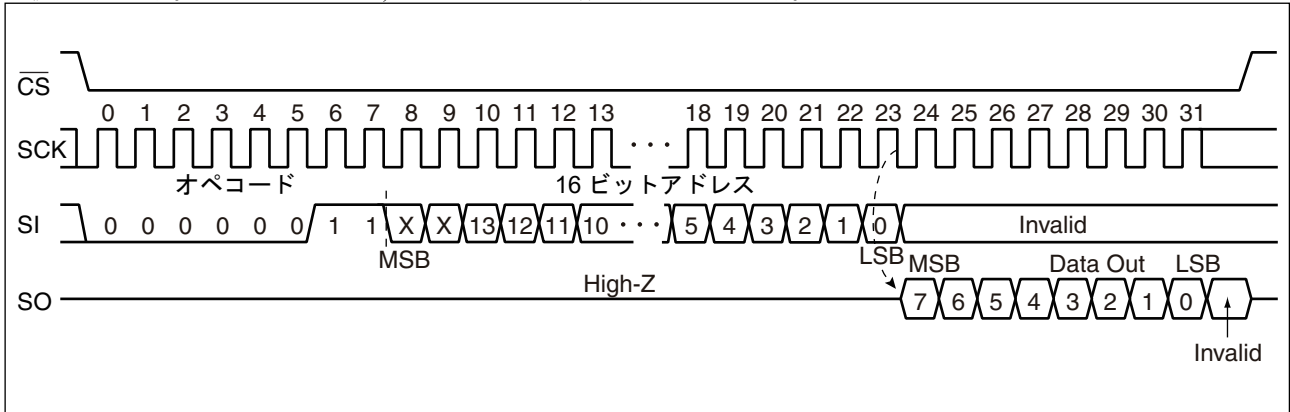 CS
0 1 2 3 4 5 6 7 8 9 10 11 12 13 18 19 20 21 22 23 24 25 26 27 28 29 30 31
SCK ···
オペコード 16 ビットアドレス
SI 0 0 0 0 0 0 1 1 X X 13 12 11 10 ··· 5 4 3 2 1 0 Invalid
MSB LSB
High-Z MSB Data Out LSB
SO 7 6 5 4 3 2 1 0
Invalid